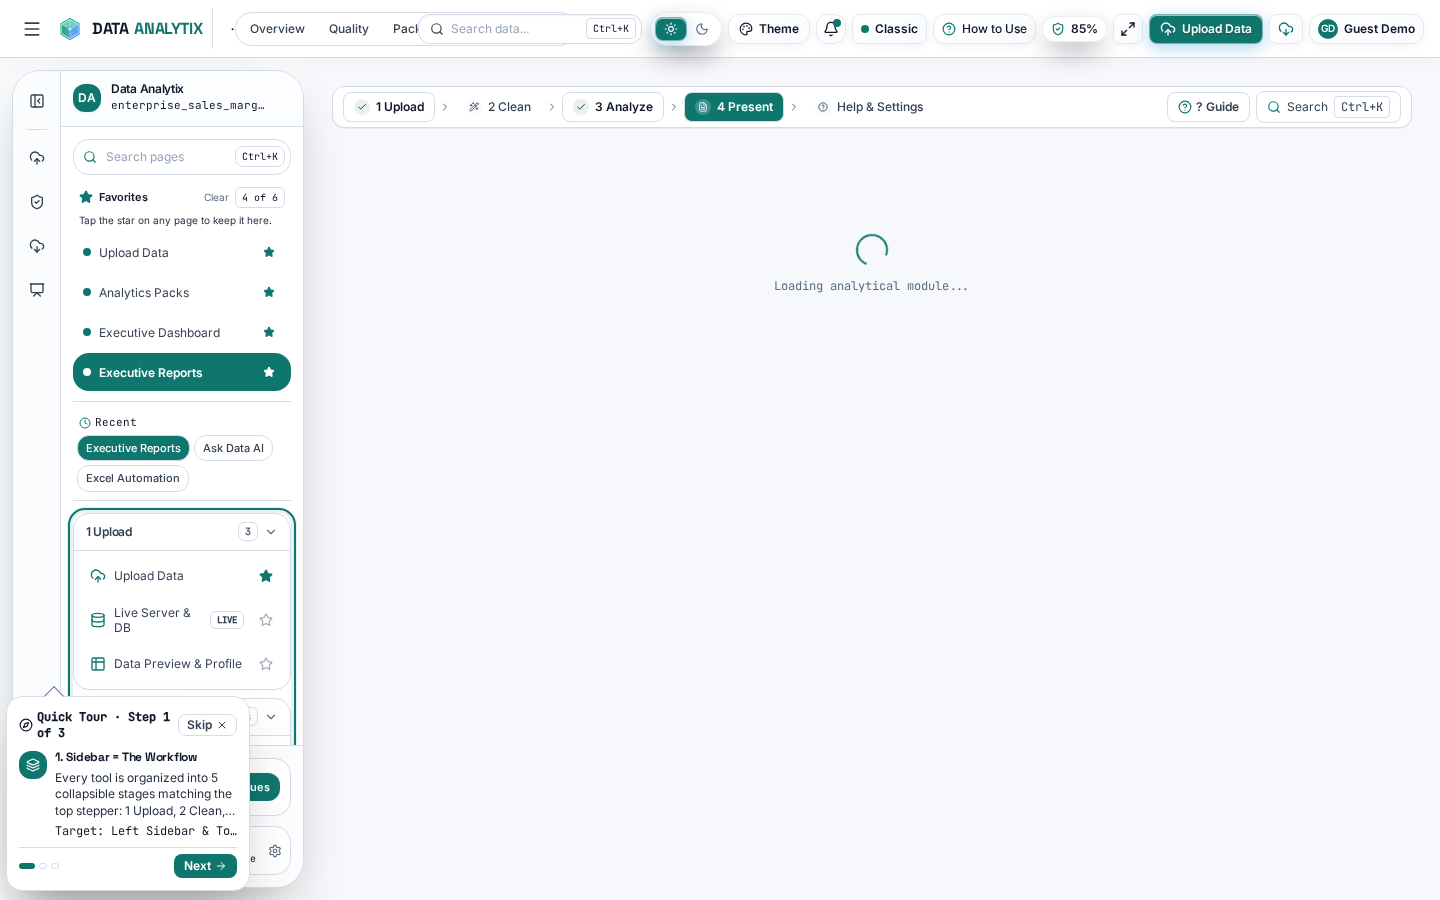 DATA ANALYTIX
Overview
Quality
Search data...
Ctrl+K
Theme
Classic
How to Use
85%
Upload Data
GD
Guest Demo
DA
Data Analytix
enterprise_sales_marg…
Search pages
Ctrl+K
Favorites
Clear
4 of 6
Tap the star on any page to keep it here.
Upload Data
Analytics Packs
Executive Dashboard
Executive Reports
Recent
Executive Reports
Ask Data AI
Excel Automation
1 Upload
3
Upload Data
Live Server & DB
LIVE
Data Preview & Profile
Quick Tour · Step 1
of 3
Skip
1. Sidebar = The Workflow
Every tool is organized into 5
collapsible stages matching the
top stepper: 1 Upload, 2 Clean,…
Target: Left Sidebar & To…
Next
1 Upload
2 Clean
3 Analyze
4 Present
Help & Settings
? Guide
Search
Ctrl+K
Loading analytical module...